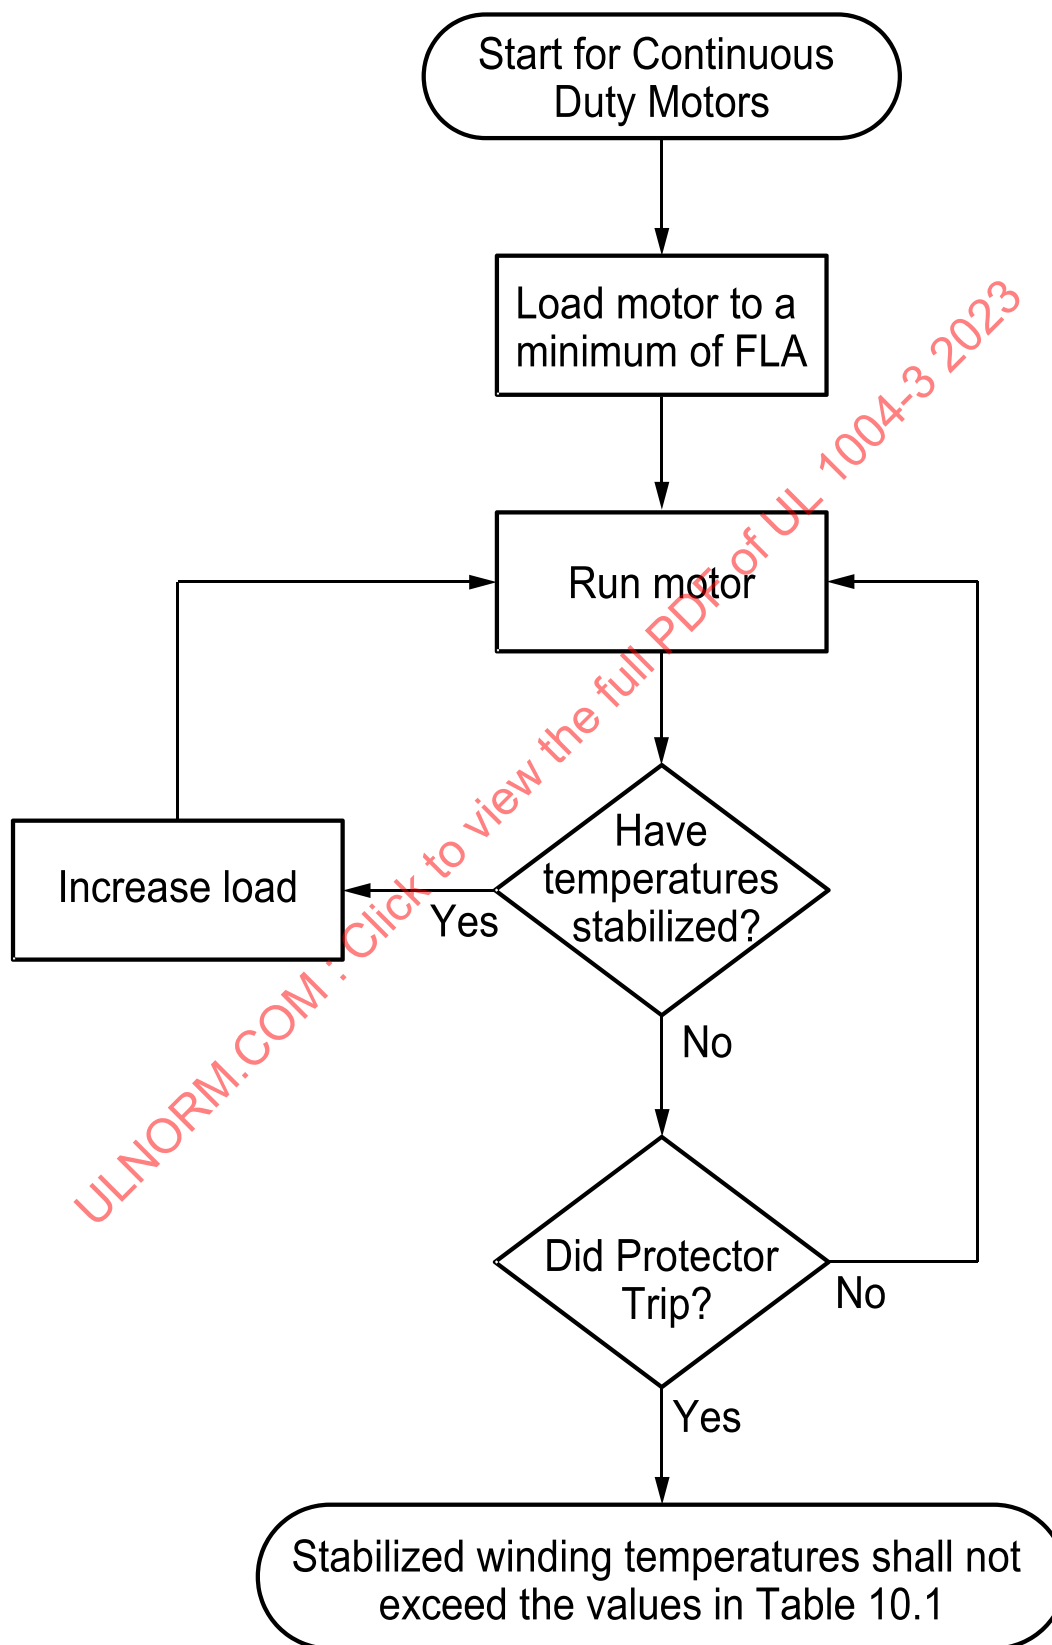 Start for Continuous
Duty Motors
Load motor to a
minimum of FLA
Run motor
Have
temperatures
stabilized?
Increase load
Yes
No
Did Protector
Trip?
No
Yes
Stabilized winding temperatures shall not
exceed the values in Table 10.1
ULNORM.COM : Click to view the full PDF of UL 1004-3 2023